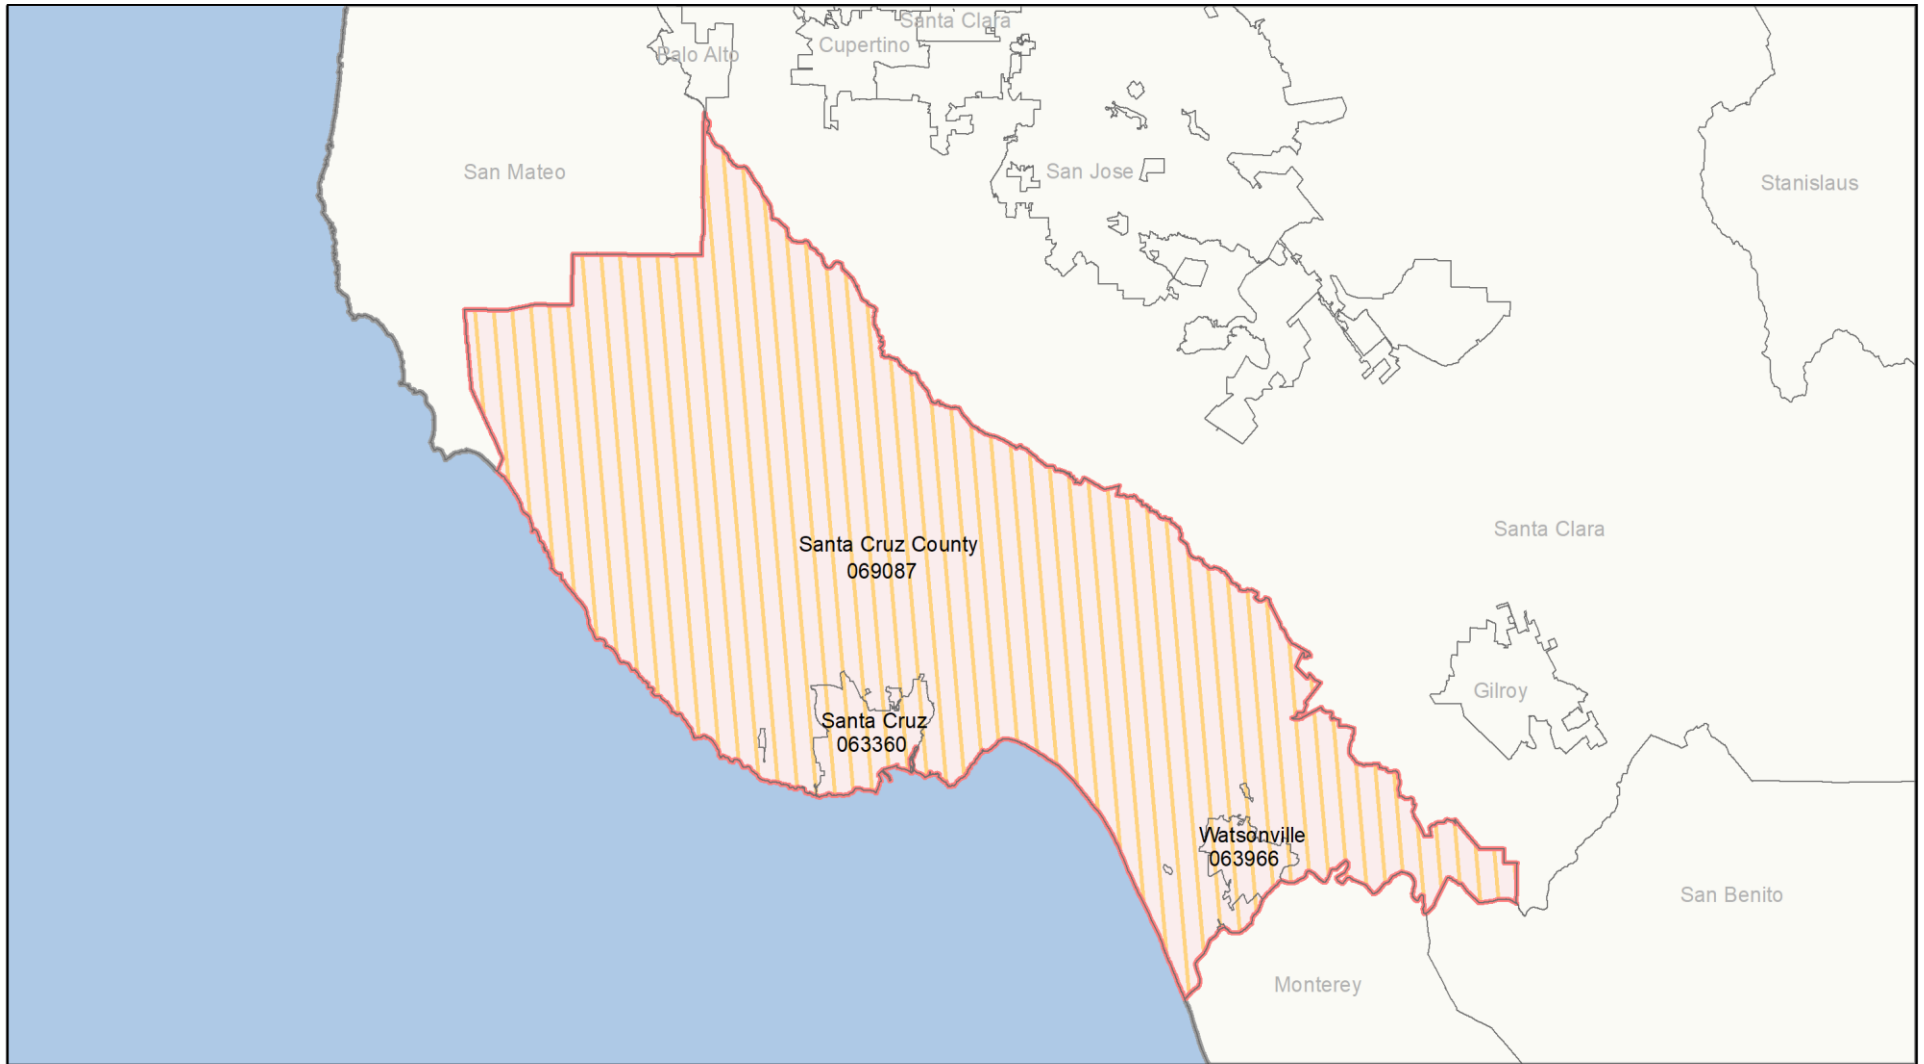 Santa Clara
Cupertino
Palo Alto
San Mateo
San Jose
Stanislaus
Santa Clara
Santa Cruz County
069087
Gilroy
Santa Cruz
063360
Watsonville
063966
San Benito
Monterey